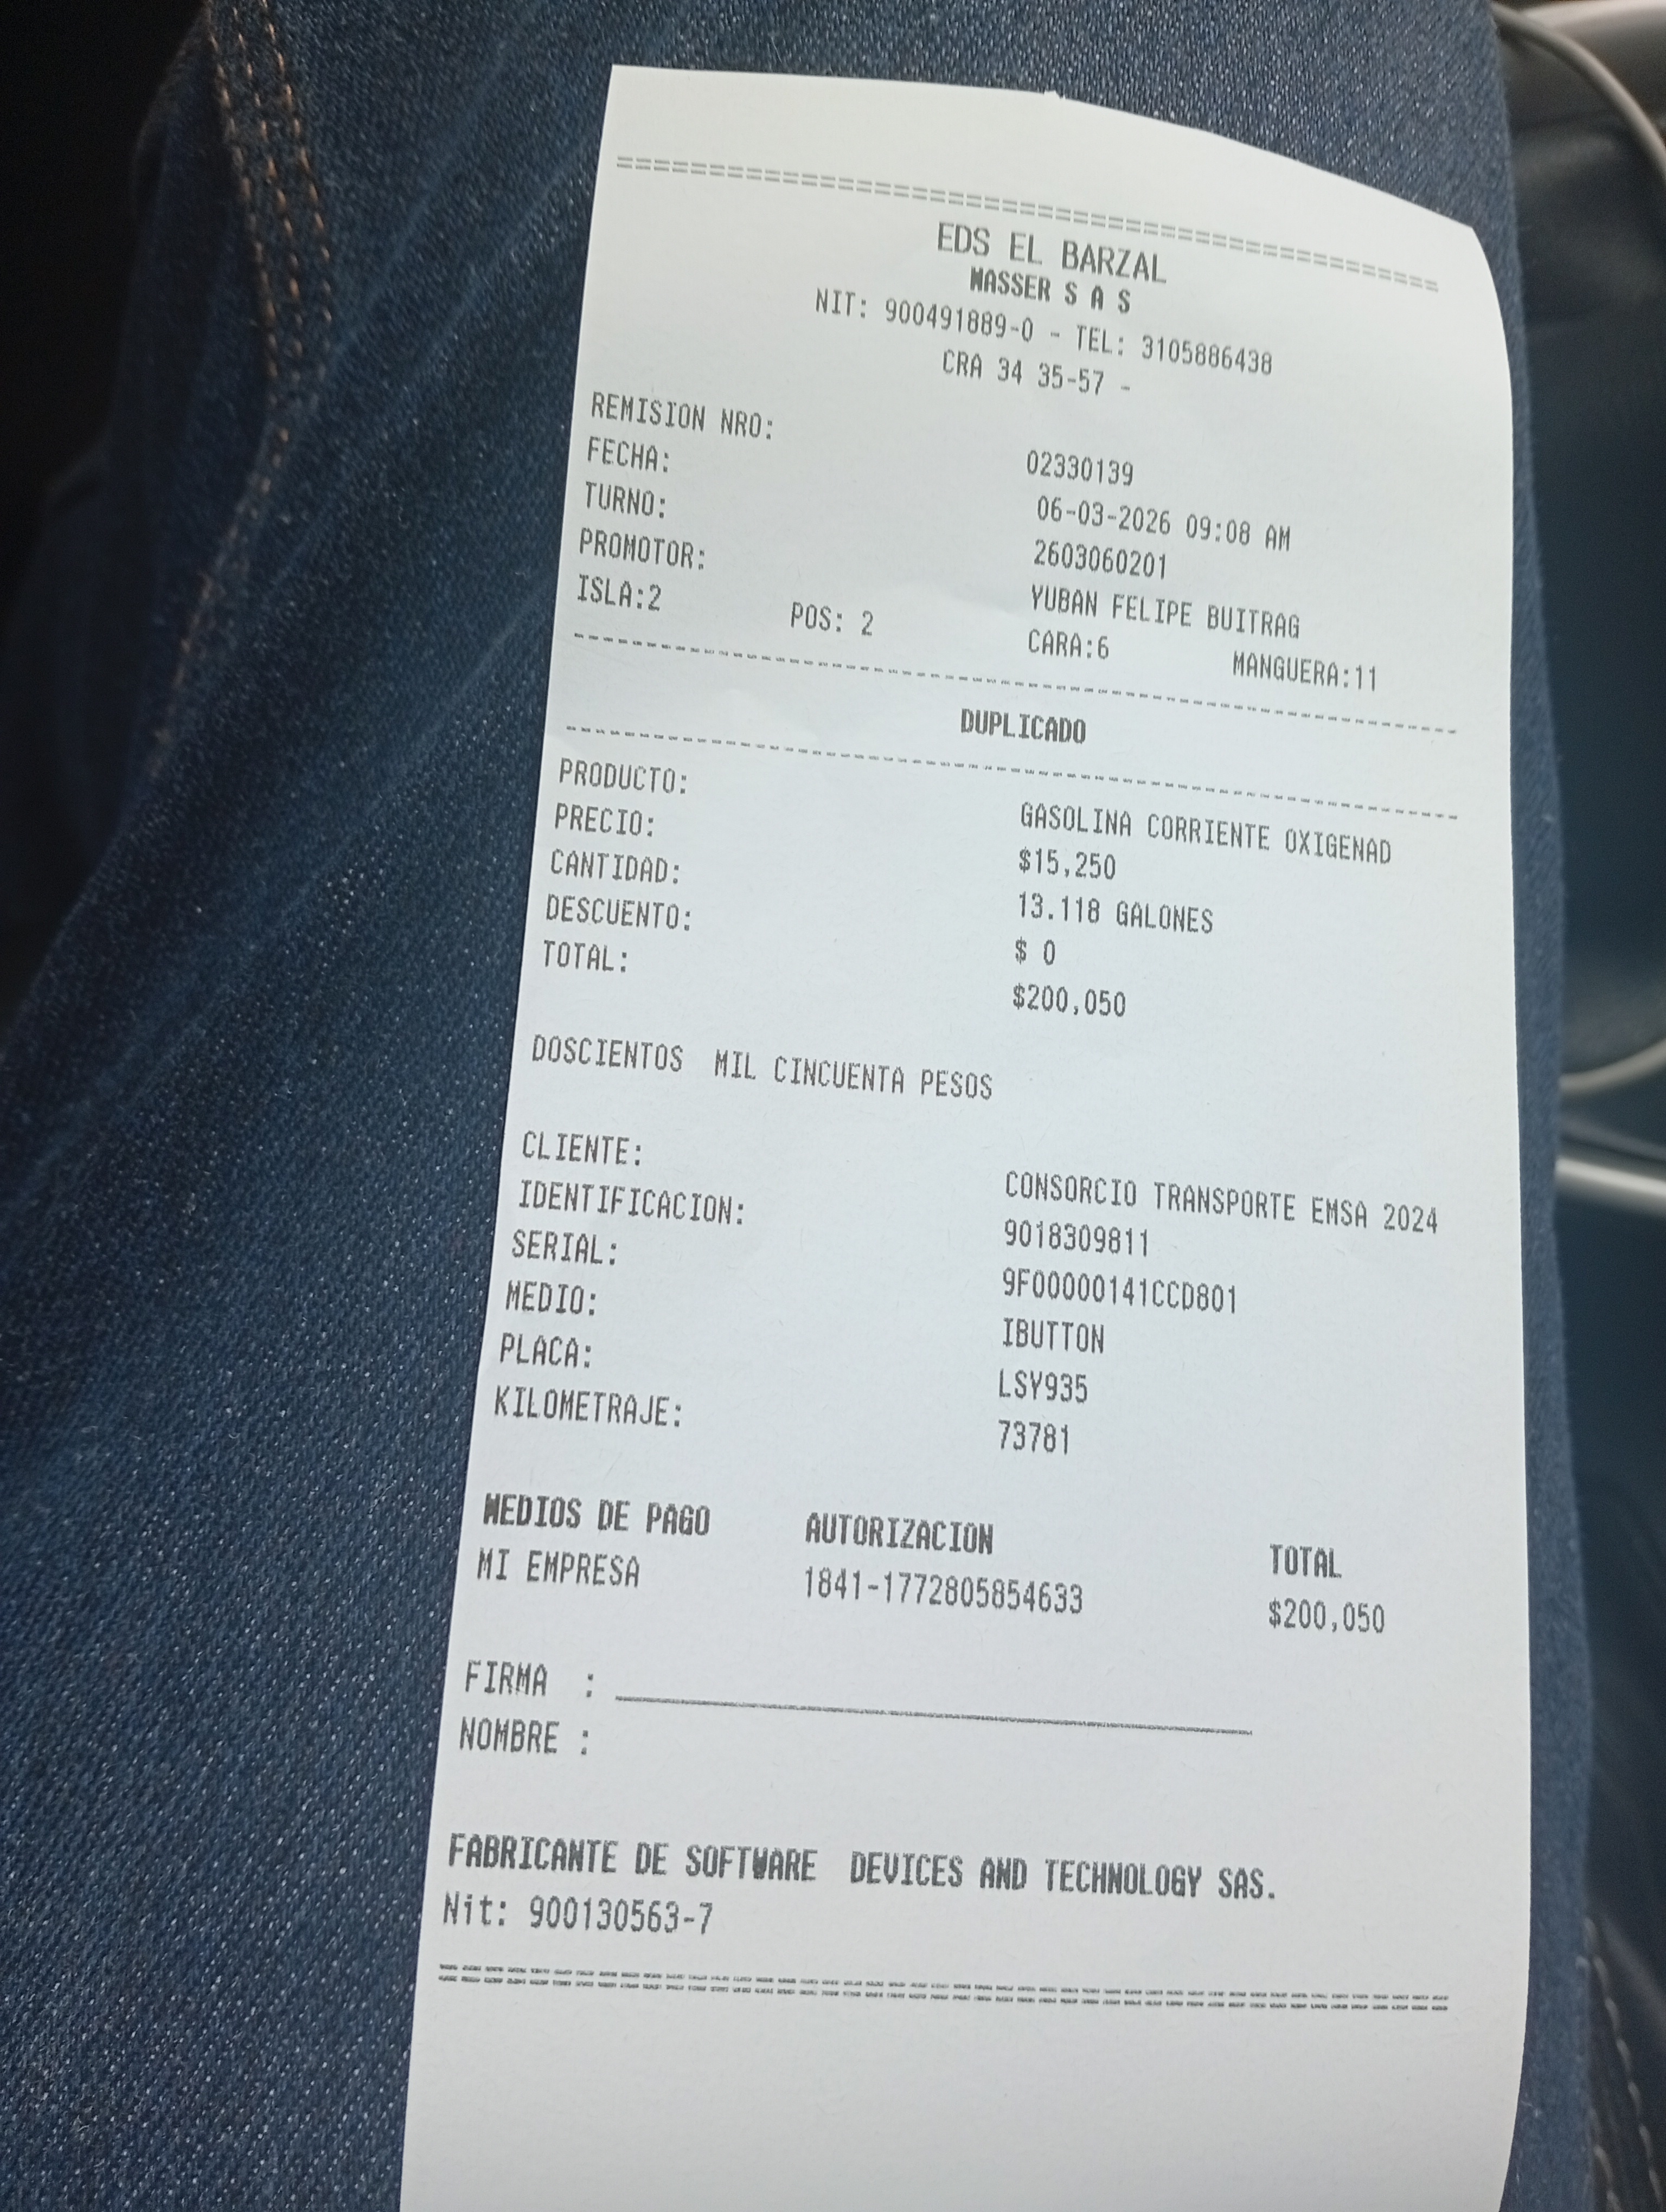 EDS EL BARZAL
WASSER S A S
NIT: 900491889-0 - TEL: 3105886438
CRA 34 35-57 -
REMISION NRO: 02330139
FECHA: 06-03-2026 09:08 AM
TURNO: 2603060201
PROMOTOR: YUBAN FELIPE BUITRAG
ISLA:2 POS: 2 CARA:6 MANGUERA:11
DUPLICADO
PRODUCTO: GASOLINA CORRIENTE OXIGENAD
PRECIO: $15,250
CANTIDAD: 13.118 GALONES
DESCUENTO: $ 0
TOTAL: $200,050
DOSCIENTOS MIL CINCUENTA PESOS
CLIENTE: CONSORCIO TRANSPORTE EMSA 2024
IDENTIFICACION: 9018309811
SERIAL: 9F00000141CCD801
MEDIO: IBUTTON
PLACA: LSY935
KILOMETRAJE: 73781
MEDIOS DE PAGO AUTORIZACION TOTAL
MI EMPRESA 1841-1772805854633 $200,050
FIRMA :
NOMBRE :
FABRICANTE DE SOFTWARE DEVICES AND TECHNOLOGY SAS.
Nit: 900130563-7